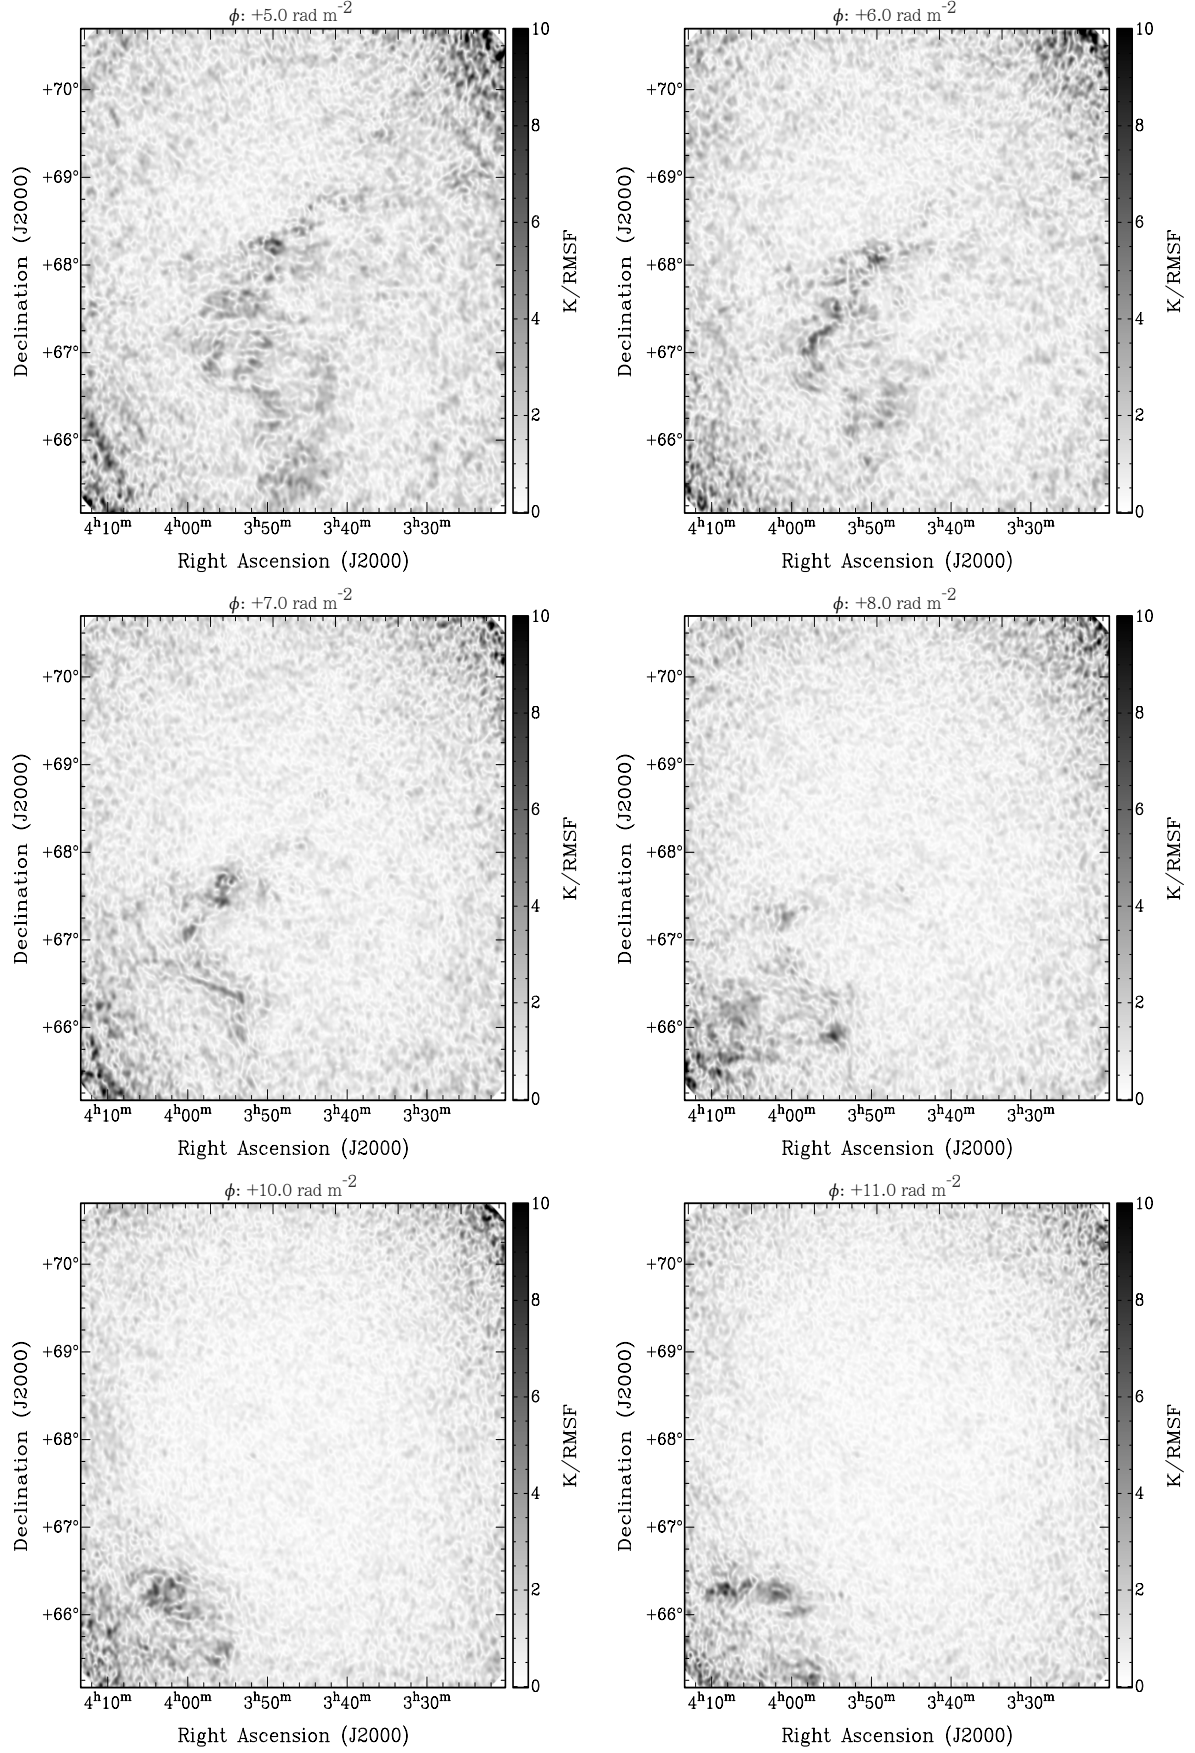 ϕ: +5.0 rad m-2
ϕ: +6.0 rad m-2
10
8
6
4
2
0
K/RMSF
+70°
+69°
+68°
+67°
+66°
Declination (J2000)
4h10m 4h00m 3h50m 3h40m 3h30m
Right Ascension (J2000)
10
8
6
4
2
0
K/RMSF
+70°
+69°
+68°
+67°
+66°
Declination (J2000)
4h10m 4h00m 3h50m 3h40m 3h30m
Right Ascension (J2000)
ϕ: +7.0 rad m-2
ϕ: +8.0 rad m-2
10
8
6
4
2
0
K/RMSF
+70°
+69°
+68°
+67°
+66°
Declination (J2000)
4h10m 4h00m 3h50m 3h40m 3h30m
Right Ascension (J2000)
10
8
6
4
2
0
K/RMSF
+70°
+69°
+68°
+67°
+66°
Declination (J2000)
4h10m 4h00m 3h50m 3h40m 3h30m
Right Ascension (J2000)
ϕ: +10.0 rad m-2
ϕ: +11.0 rad m-2
10
8
6
4
2
0
K/RMSF
+70°
+69°
+68°
+67°
+66°
Declination (J2000)
4h10m 4h00m 3h50m 3h40m 3h30m
Right Ascension (J2000)
10
8
6
4
2
0
K/RMSF
+70°
+69°
+68°
+67°
+66°
Declination (J2000)
4h10m 4h00m 3h50m 3h40m 3h30m
Right Ascension (J2000)